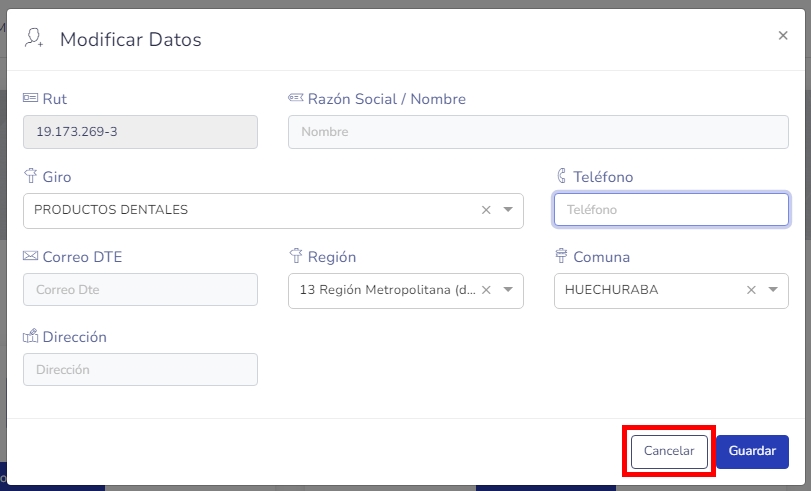 Modificar Datos
×
Rut
Razón Social / Nombre
19.173.269-3
Nombre
Giro
Teléfono
PRODUCTOS DENTALES ×
Teléfono
Correo DTE
Región
Comuna
Correo Dte
13 Región Metropolitana (d... ×
HUECHURABA ×
Dirección
Dirección
Cancelar
Guardar